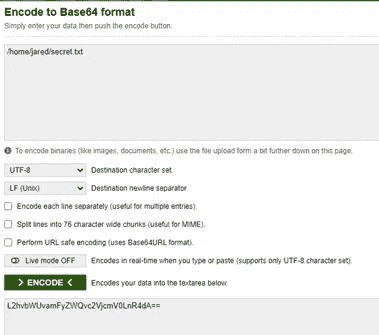 Encode to Base64 format
Simply enter your data then push the encode button.
/home/jared/secret.txt
To encode binaries (like images, documents, etc.) use the file upload form a bit further down on this page.
UTF-8 Destination character set.
LF (Unix) Destination newline separator.
Encode each line separately (useful for multiple entries).
Split lines into 76 character wide chunks (useful for MIME).
Perform URL safe encoding (uses Base64URL format).
Live mode OFF Encodes in real-time when you type or paste (supports only UTF-8 character set).
> ENCODE < Encodes your data into the textarea below.
L2hvbWUvamFyZWQvc2VjcmV0LnR4dA==